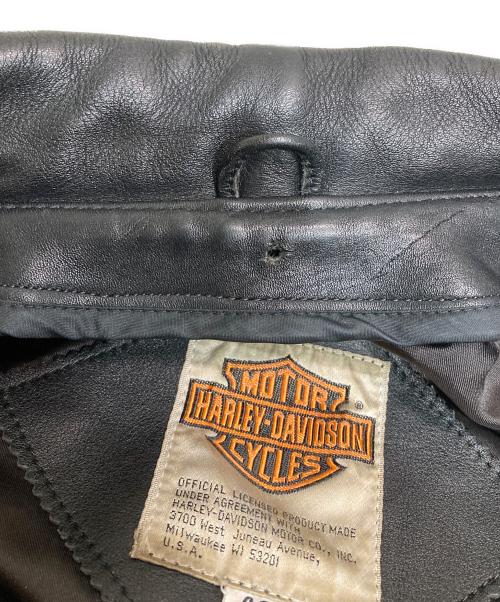 MOTOR
®
HARLEY-DAVIDSON
CYCLES
OFFICIAL LICENSED PRODUCT MADE
UNDER AGREEMENT WITH
HARLEY-DAVIDSON MOTOR CO., INC.
3700 West Juneau Avenue,
Milwaukee WI 53201
U.S.A.